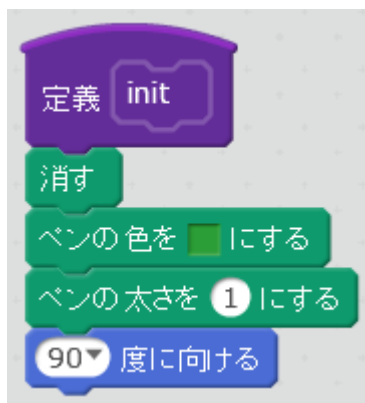 定義 init
消す
ペンの色を にする
ペンの太さを 1 にする
90 度に向ける